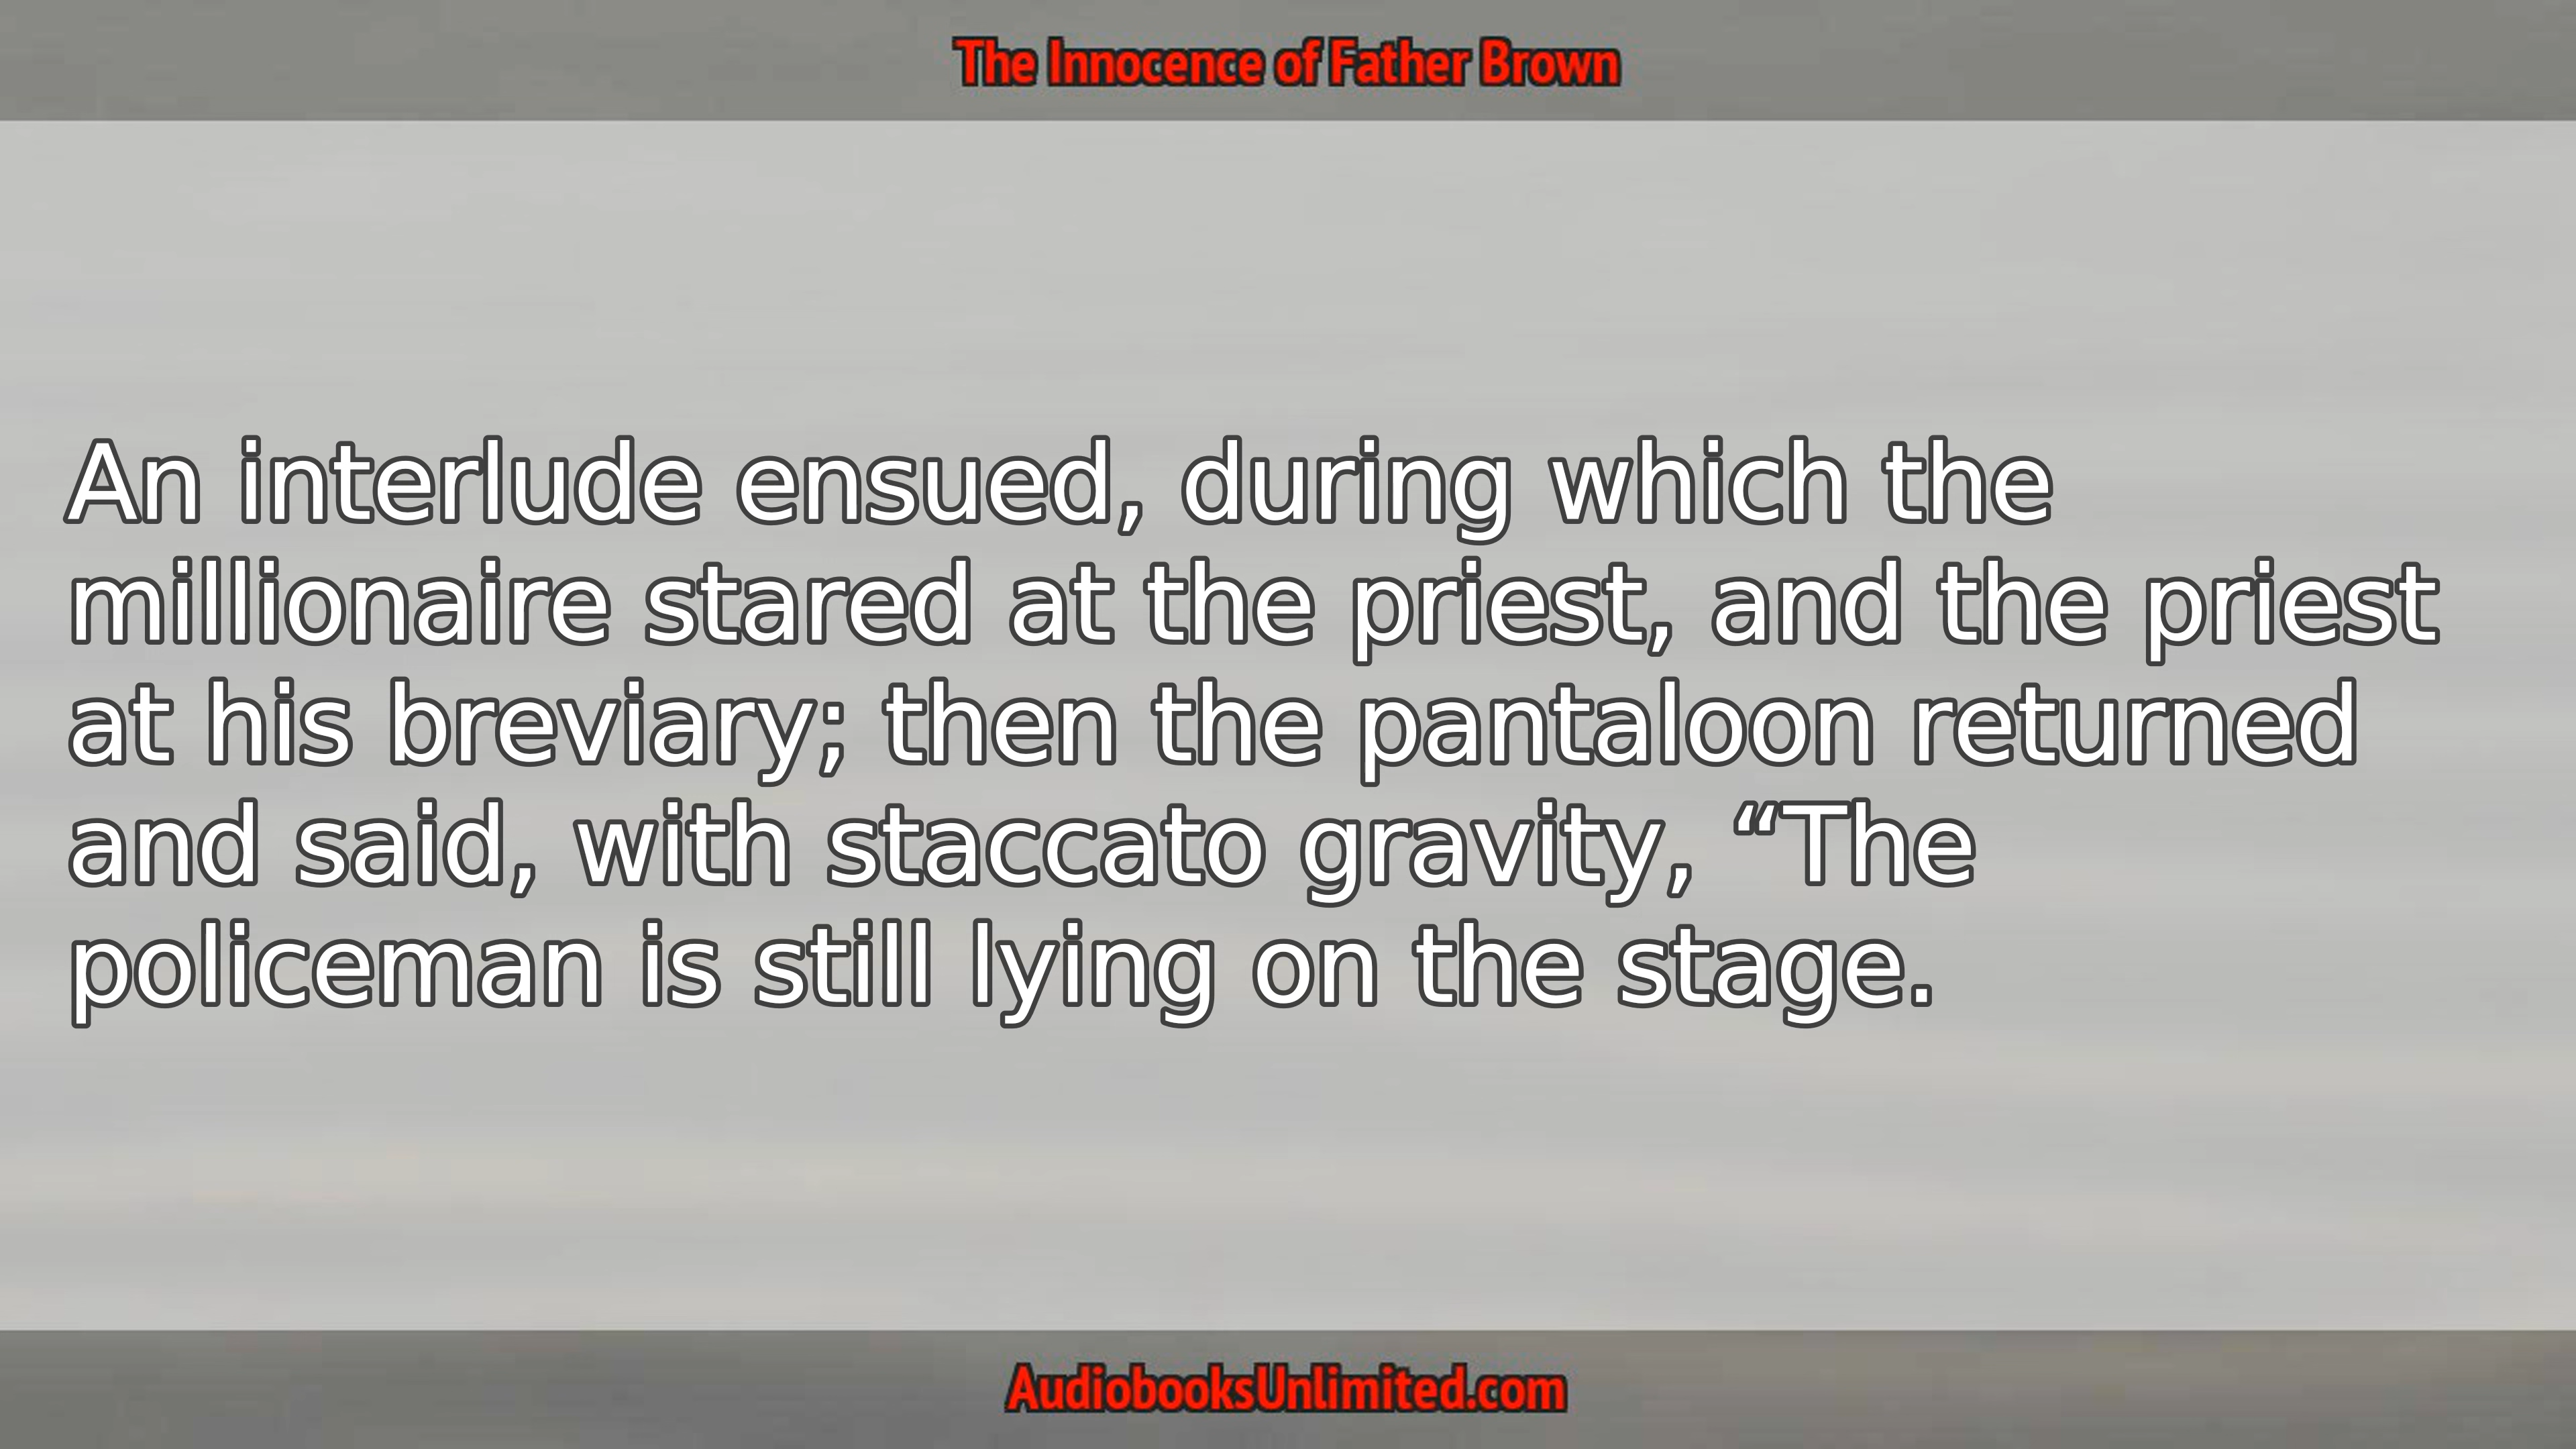 The Innocence of Father Brown
An interlude ensued, during which the
millionaire stared at the priest, and the priest
at his breviary; then the pantaloon returned
and said, with staccato gravity, “The
policeman is still lying on the stage.
AudiobooksUnlimited.com